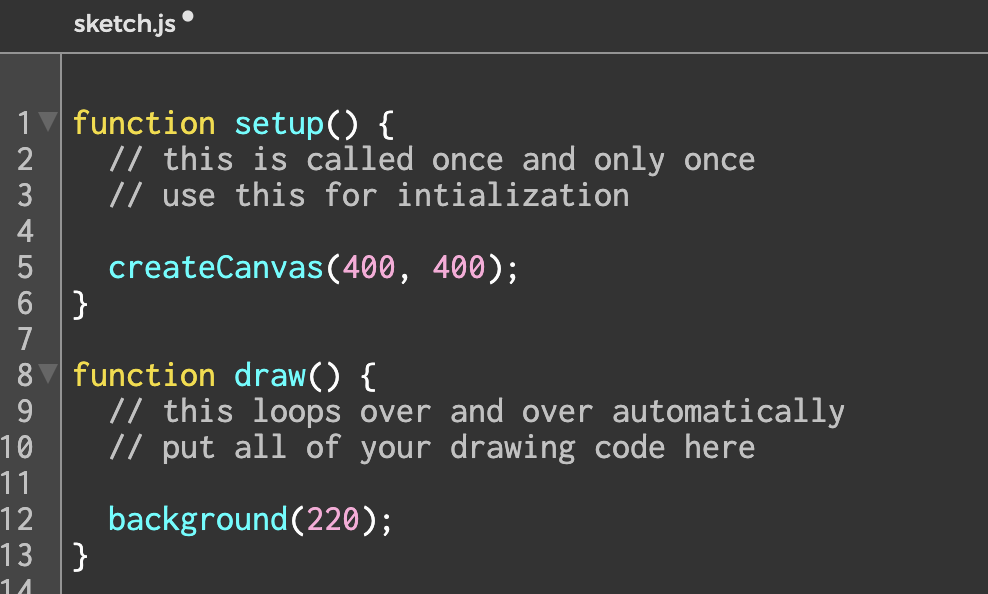 sketch.js
1 function setup() {
2 // this is called once and only once
3 // use this for intialization
4
5 createCanvas(400, 400);
6 }
7
8 function draw() {
9 // this loops over and over automatically
10 // put all of your drawing code here
11
12 background(220);
13 }
14